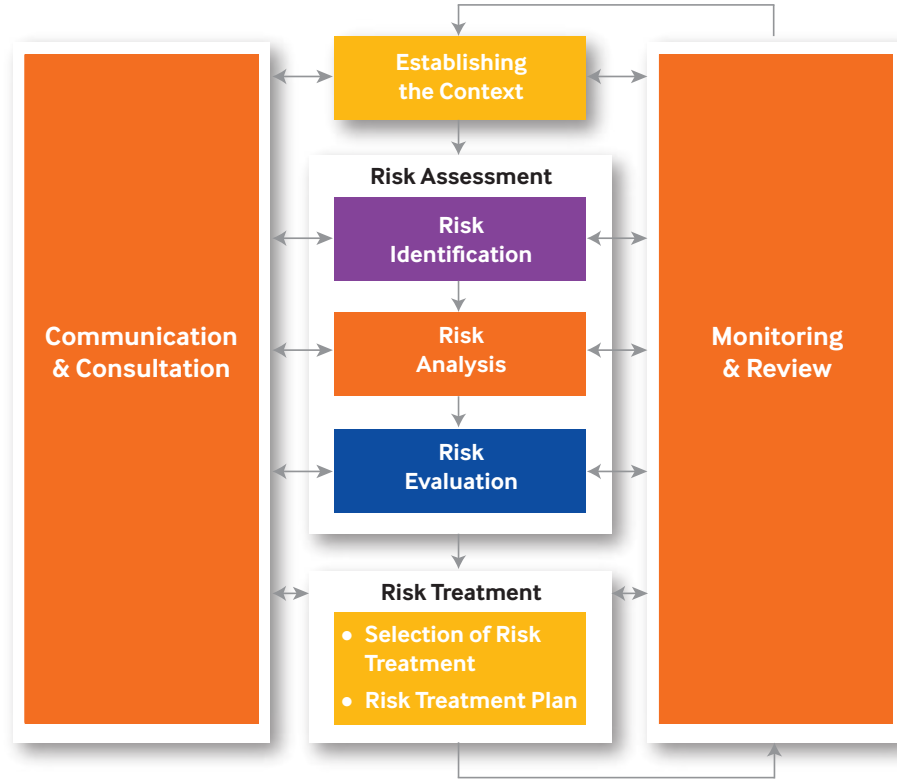 Establishing
the Context
Risk Assessment
Risk
Identification
Communication
& Consultation
Risk
Analysis
Monitoring
& Review
Risk
Evaluation
Risk Treatment
● Selection of Risk
Treatment
● Risk Treatment Plan